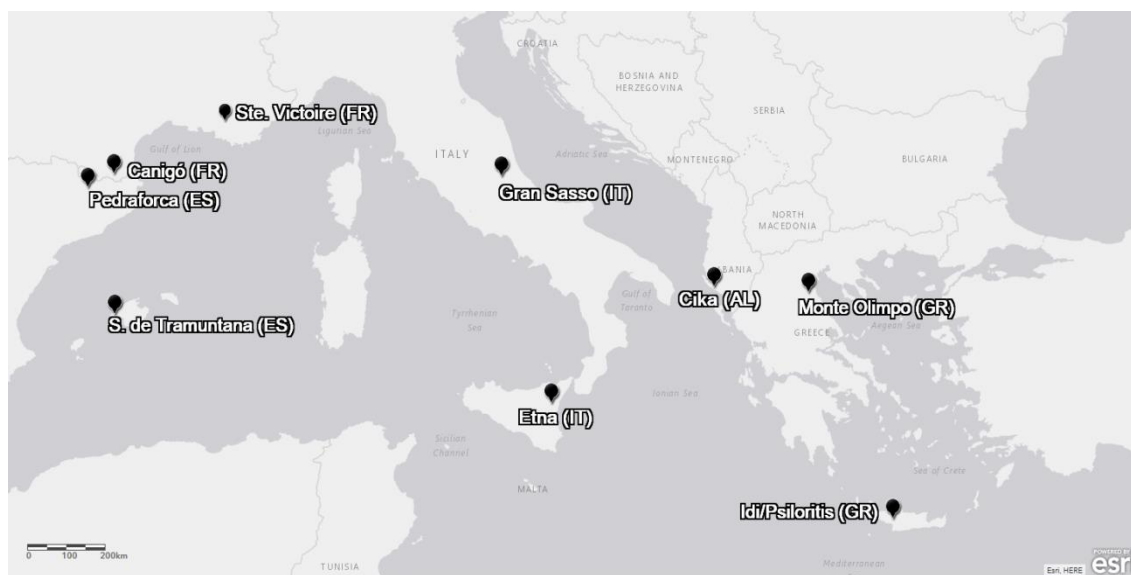 CROATIA
BOSNIA AND
HERZEGOVINA
SERBIA
Ste. Victoire (FR)
Ligurian Sea
Gulf of Lion
ITALY
Adriatic Sea
MONTENEGRO
BULGARIA
Canigó (FR)
Pedraforca (ES)
Gran Sasso (IT)
NORTH
MACEDONIA
BANIA
Cika (AL)
Monte Olimpo (GR)
Gulf of
Taranto
S. de Tramuntana (ES)
Tyrrhenian
Sea
GREECE
Aegean Sea
Etna (IT)
Ionian Sea
Sicilian
Channel
Sea of Crete
MALTA
Idi/Psiloritis (GR)
0 100 200km
TUNISIA
Mediterranean
Esri, HERE
POWERED BY
esri